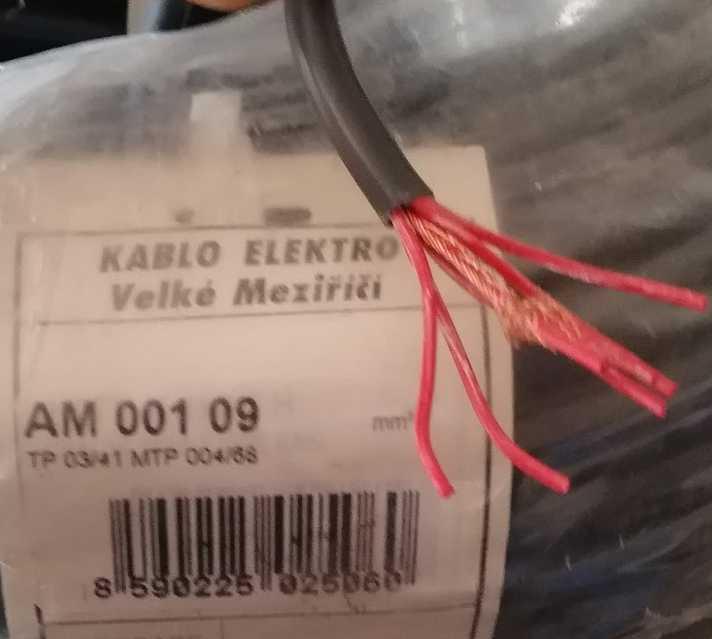 KABLO ELEKTRO
Velké Meziříčí
AM 001 09
mm²
TP 03/41 MTP 004/68
8 590225 025060